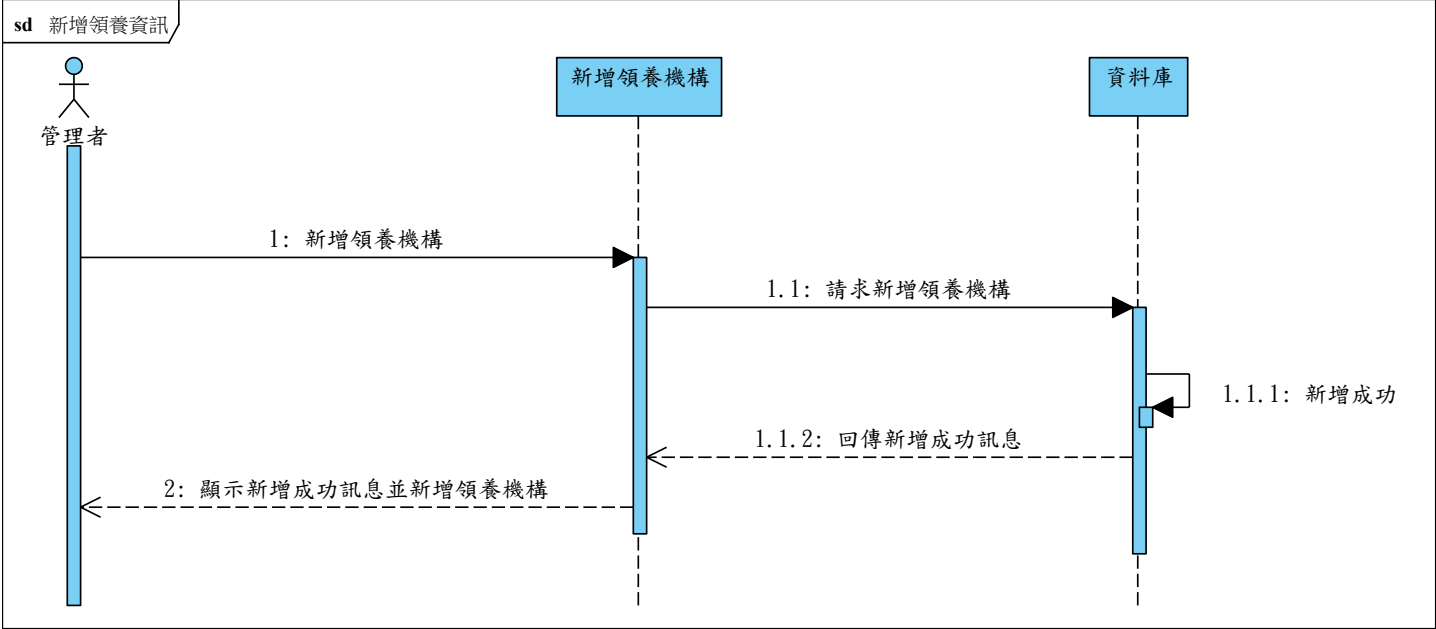 sd 新增領養資訊
管理者
新增領養機構
資料庫
1: 新增領養機構
1.1: 請求新增領養機構
1.1.1: 新增成功
1.1.2: 回傳新增成功訊息
2: 顯示新增成功訊息並新增領養機構